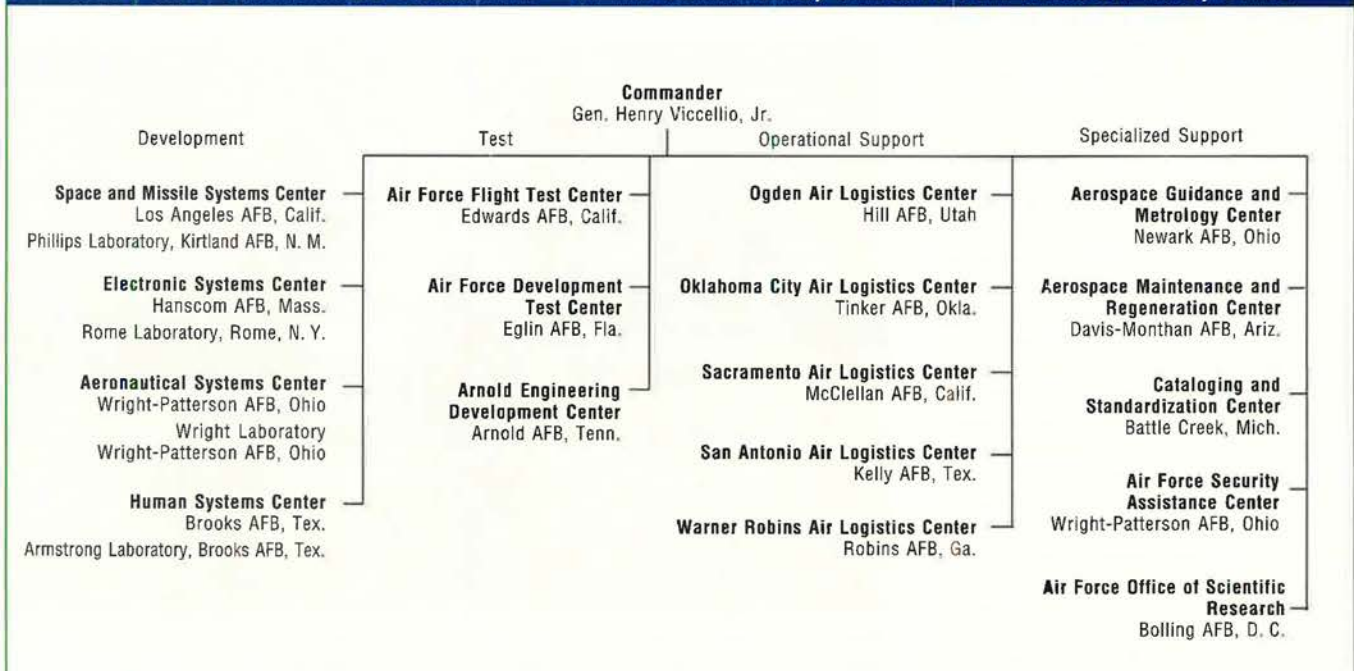 Commander
Gen. Henry Viccellio, Jr.
Development
Space and Missile Systems Center
Los Angeles AFB, Calif.
Phillips Laboratory, Kirtland AFB, N. M.
Electronic Systems Center
Hanscom AFB, Mass.
Rome Laboratory, Rome, N. Y.
Aeronautical Systems Center
Wright-Patterson AFB, Ohio
Wright Laboratory
Wright-Patterson AFB, Ohio
Human Systems Center
Brooks AFB, Tex.
Armstrong Laboratory, Brooks AFB, Tex.
Test
Air Force Flight Test Center
Edwards AFB, Calif.
Air Force Development
Test Center
Eglin AFB, Fla.
Arnold Engineering
Development Center
Arnold AFB, Tenn.
Operational Support
Ogden Air Logistics Center
Hill AFB, Utah
Oklahoma City Air Logistics Center
Tinker AFB, Okla.
Sacramento Air Logistics Center
McClellan AFB, Calif.
San Antonio Air Logistics Center
Kelly AFB, Tex.
Warner Robins Air Logistics Center
Robins AFB, Ga.
Specialized Support
Aerospace Guidance and
Metrology Center
Newark AFB, Ohio
Aerospace Maintenance and
Regeneration Center
Davis-Monthan AFB, Ariz.
Cataloging and
Standardization Center
Battle Creek, Mich.
Air Force Security
Assistance Center
Wright-Patterson AFB, Ohio
Air Force Office of Scientific
Research
Bolling AFB, D. C.